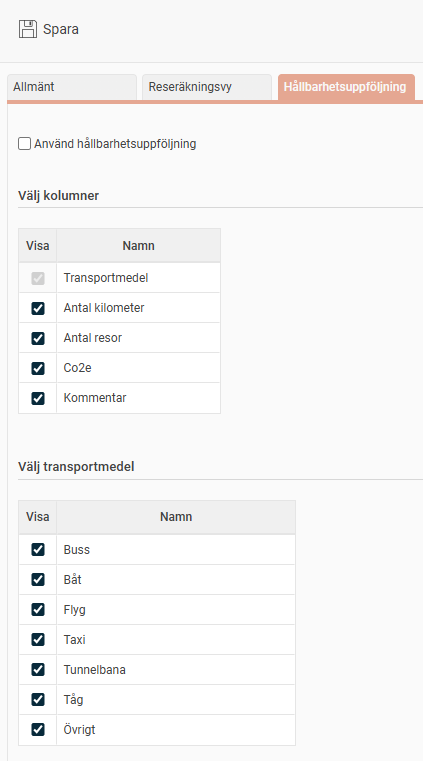 Spara
Allmänt Reseräkningsvy Hållbarhetsuppföljning
Använd hållbarhetsuppföljning
Välj kolumner
Visa Namn
Transportmedel
Antal kilometer
Antal resor
Co2e
Kommentar
Välj transportmedel
Visa Namn
Buss
Båt
Flyg
Taxi
Tunnelbana
Tåg
Övrigt